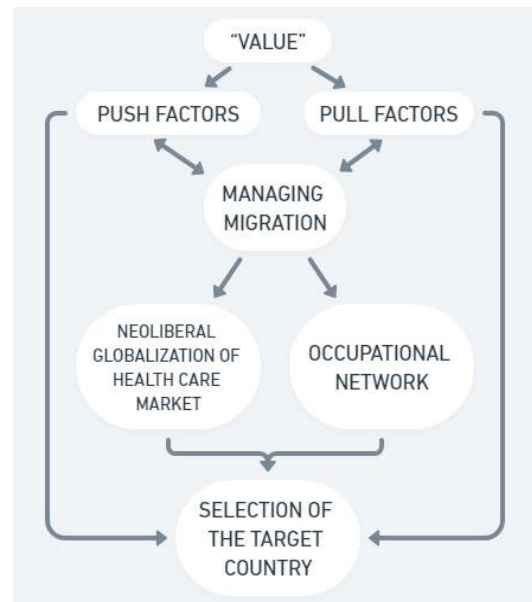 “VALUE”
PUSH FACTORS
PULL FACTORS
MANAGING
MIGRATION
NEOLIBERAL
GLOBALIZATION OF
HEALTH CARE
MARKET
OCCUPATIONAL
NETWORK
SELECTION OF
THE TARGET
COUNTRY